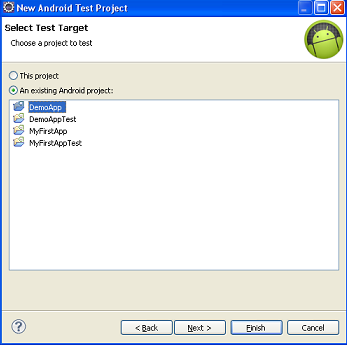 New Android Test Project
Select Test Target
Choose a project to test
This project
An existing Android project:
DemoApp
DemoAppTest
MyFirstApp
MyFirstAppTest
?
< Back Next > Finish Cancel